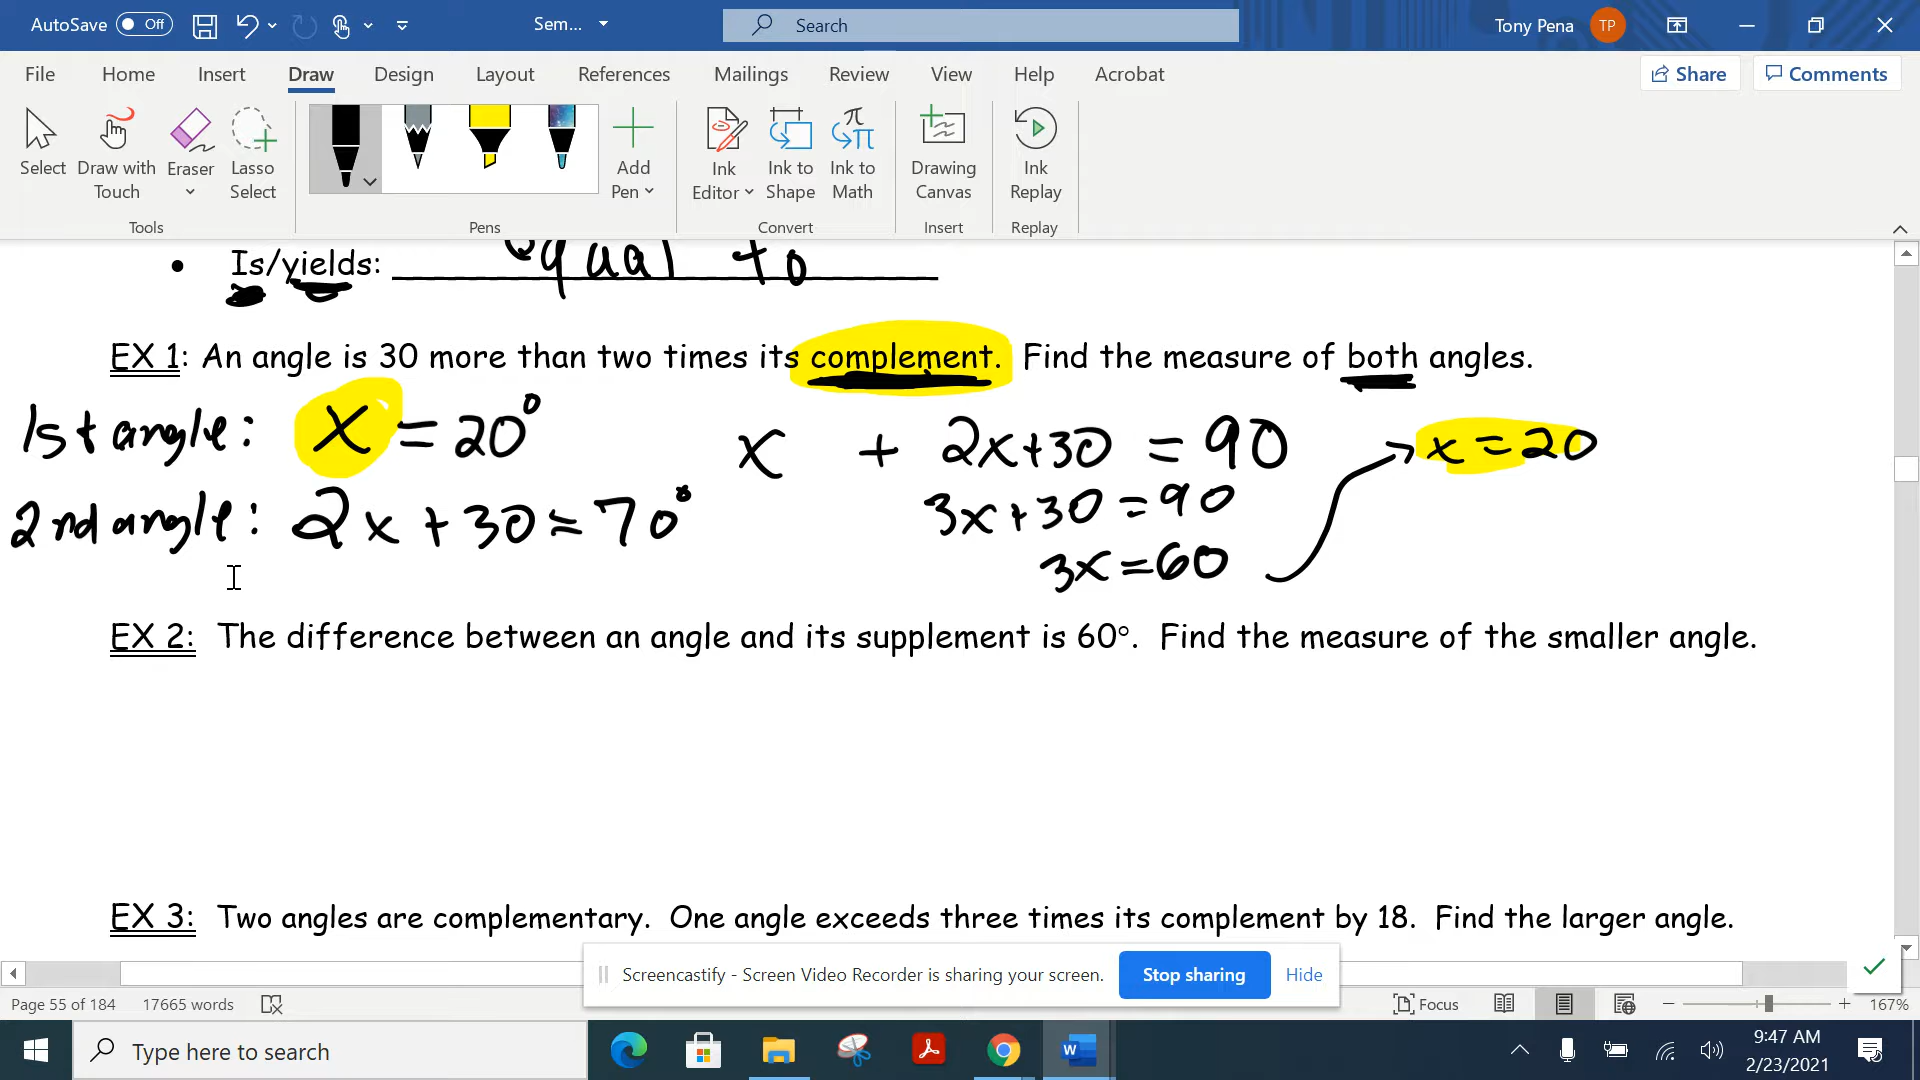 AutoSave Off Sem... Search Tony Pena TP
File Home Insert Draw Design Layout References Mailings Review View Help Acrobat Share Comments
Select Draw with Touch Eraser Lasso Select Add Pen Ink Editor Ink to Shape Ink to Math Drawing Canvas Ink Replay
Tools Pens Convert Insert Replay
• Is/yields: equal to
EX 1: An angle is 30 more than two times its complement. Find the measure of both angles.
1st angle: x = 20° x + 2x+30 = 90 x = 20
2nd angle: 2x + 30 = 70° 3x+30 = 90
3x = 60
EX 2: The difference between an angle and its supplement is 60°. Find the measure of the smaller angle.
EX 3: Two angles are complementary. One angle exceeds three times its complement by 18. Find the larger angle.
Screencastify - Screen Video Recorder is sharing your screen. Stop sharing Hide
Page 55 of 184 17665 words Focus 167%
Type here to search 9:47 AM
2/23/2021